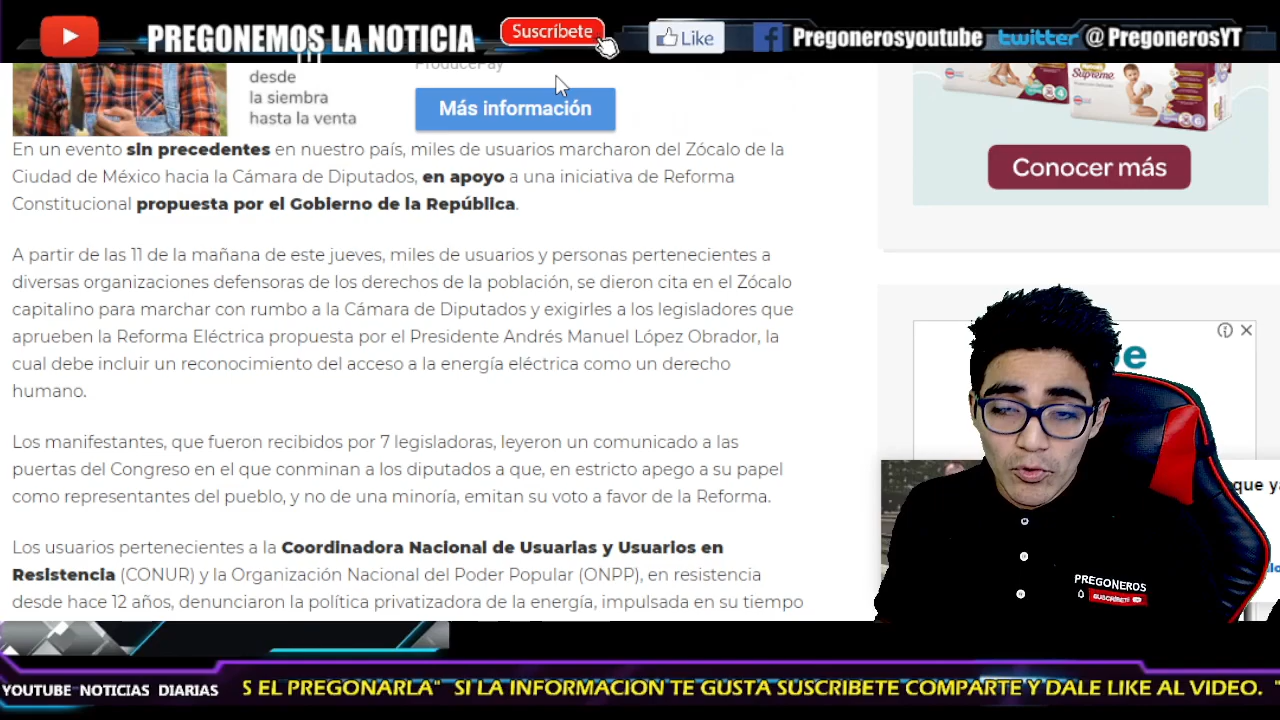 PREGONEMOS LA NOTICIA
Suscríbete
Like
Pregonerosyoutube
twitter @PregonerosYT
desde
la siembra
hasta la venta
ProducePay
Más información
Supreme
Conocer más
En un evento sin precedentes en nuestro país, miles de usuarios marcharon del Zócalo de la
Ciudad de México hacia la Cámara de Diputados, en apoyo a una iniciativa de Reforma
Constitucional propuesta por el Gobierno de la República.
A partir de las 11 de la mañana de este jueves, miles de usuarios y personas pertenecientes a
diversas organizaciones defensoras de los derechos de la población, se dieron cita en el Zócalo
capitalino para marchar con rumbo a la Cámara de Diputados y exigirles a los legisladores que
aprueben la Reforma Eléctrica propuesta por el Presidente Andrés Manuel López Obrador, la
cual debe incluir un reconocimiento del acceso a la energía eléctrica como un derecho
humano.
Los manifestantes, que fueron recibidos por 7 legisladoras, leyeron un comunicado a las
puertas del Congreso en el que conminan a los diputados a que, en estricto apego a su papel
como representantes del pueblo, y no de una minoría, emitan su voto a favor de la Reforma.
Los usuarios pertenecientes a la Coordinadora Nacional de Usuarias y Usuarios en
Resistencia (CONUR) y la Organización Nacional del Poder Popular (ONPP), en resistencia
desde hace 12 años, denunciaron la política privatizadora de la energía, impulsada en su tiempo
que ya
PREGONEROS
SUSCRIBETE
YOUTUBE NOTICIAS DIARIAS
S EL PREGONARLA" SI LA INFORMACION TE GUSTA SUSCRIBETE COMPARTE Y DALE LIKE AL VIDEO. "